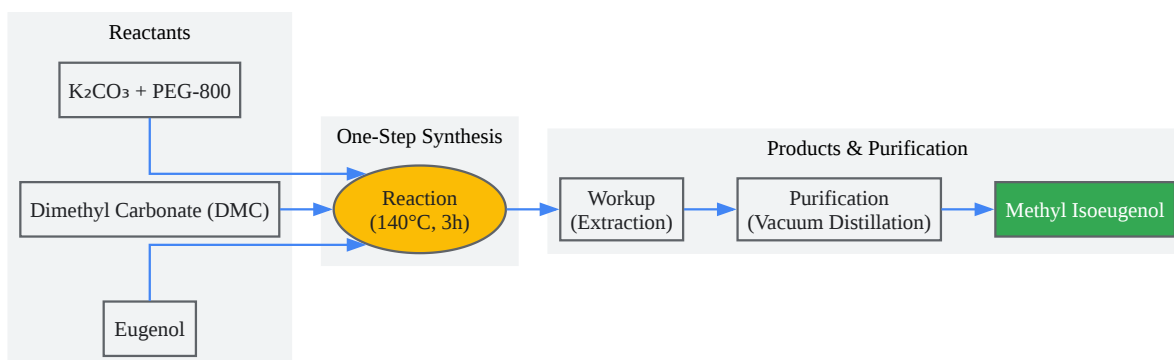 Reactants
K₂CO₃ + PEG-800
Dimethyl Carbonate (DMC)
Eugenol
One-Step Synthesis
Reaction
(140°C, 3h)
Products & Purification
Workup
(Extraction)
Purification
(Vacuum Distillation)
Methyl Isoeugenol